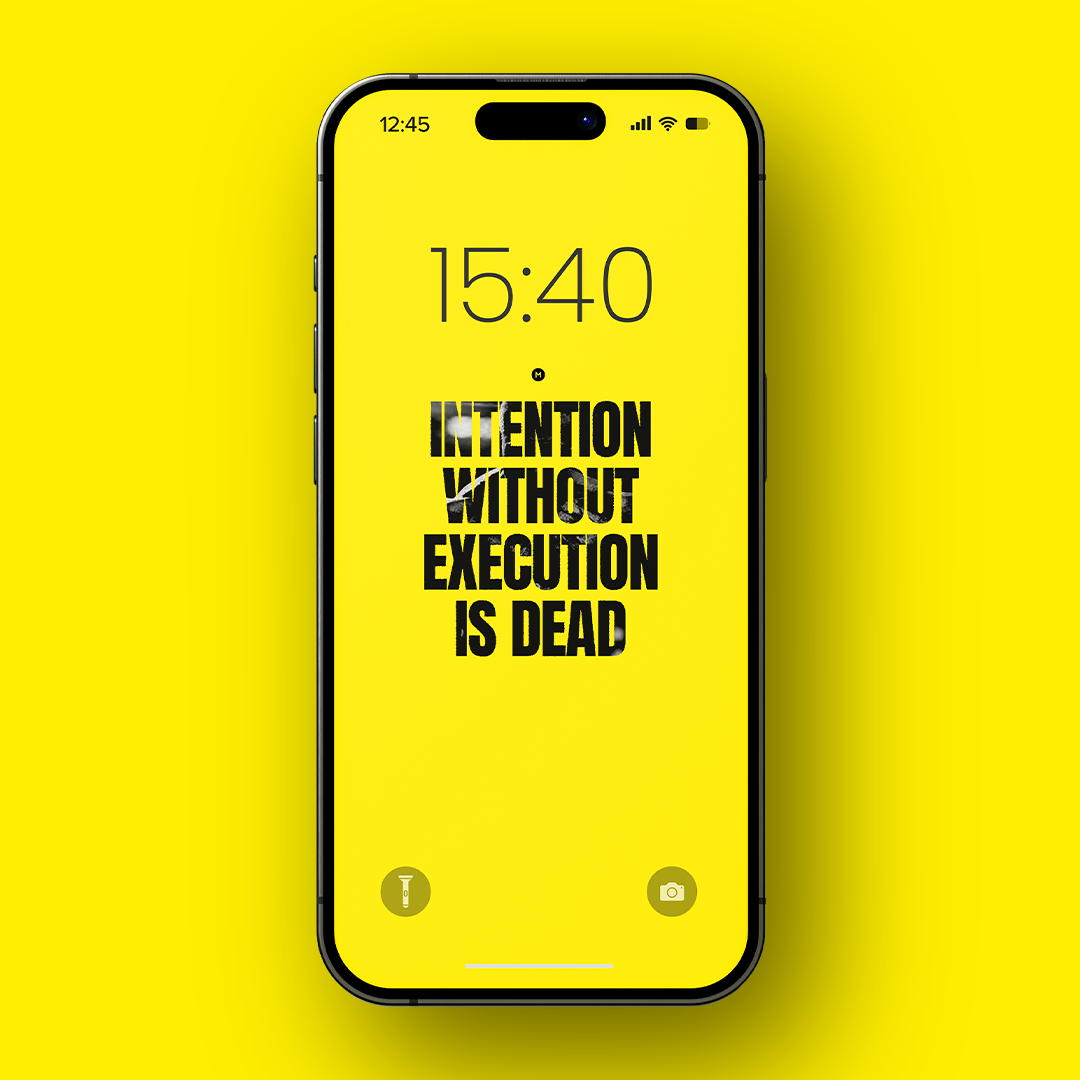 12:45
15:40
M
INTENTION
WITHOUT
EXECUTION
IS DEAD